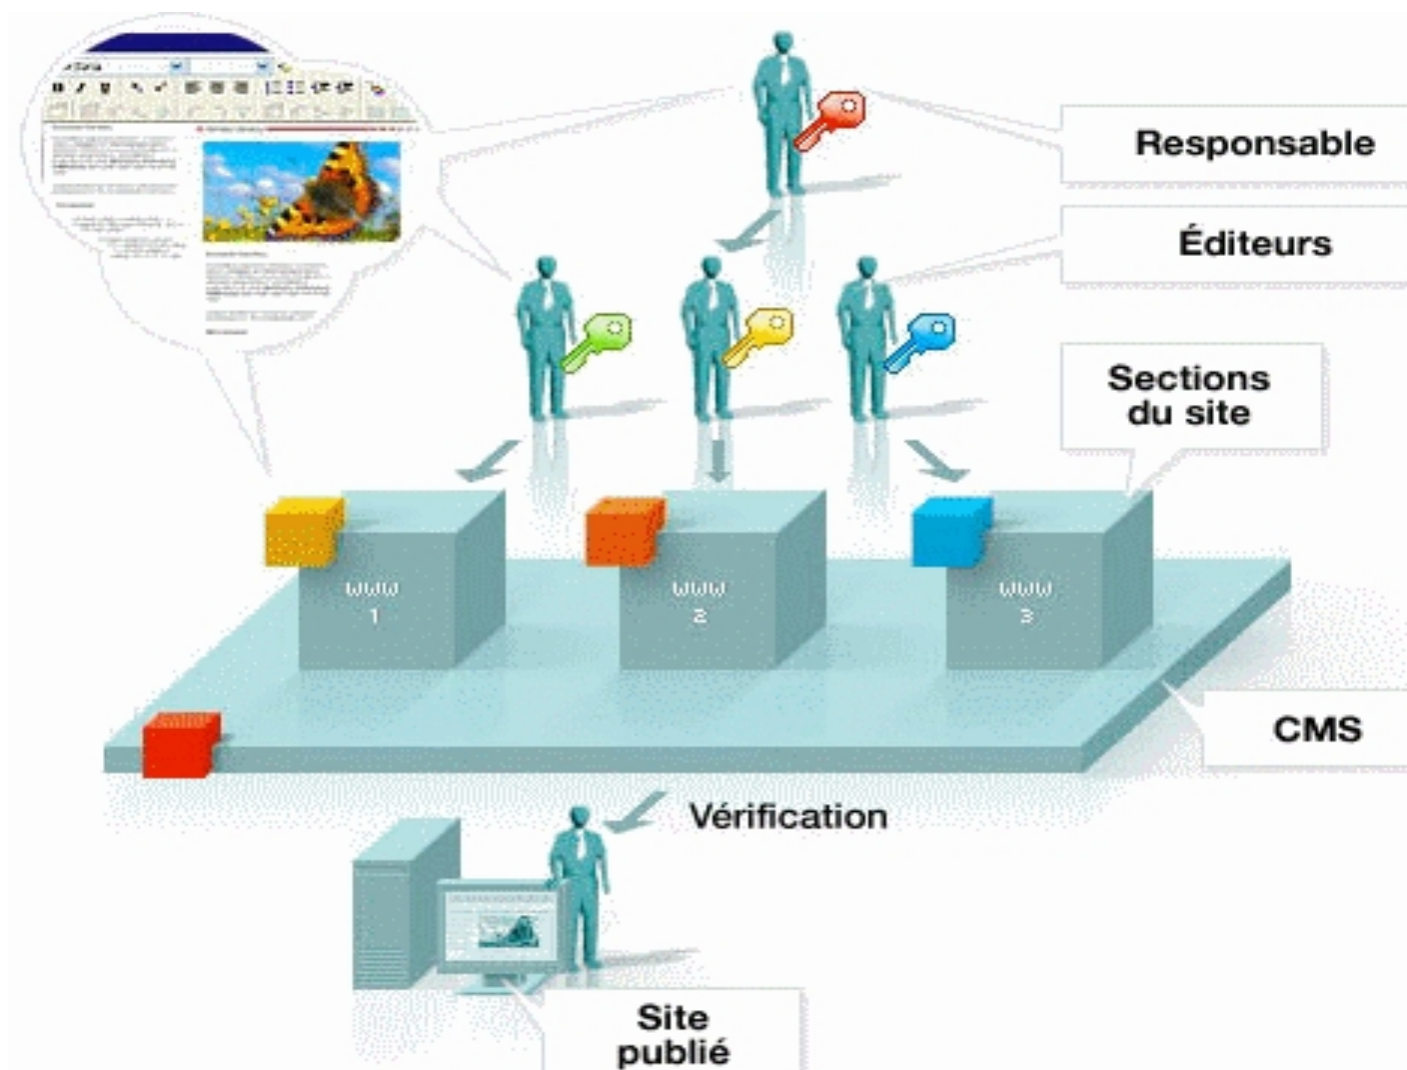 Responsable
Éditeurs
Sections
du site
www
1
www
2
www
3
CMS
Vérification
Site
publié